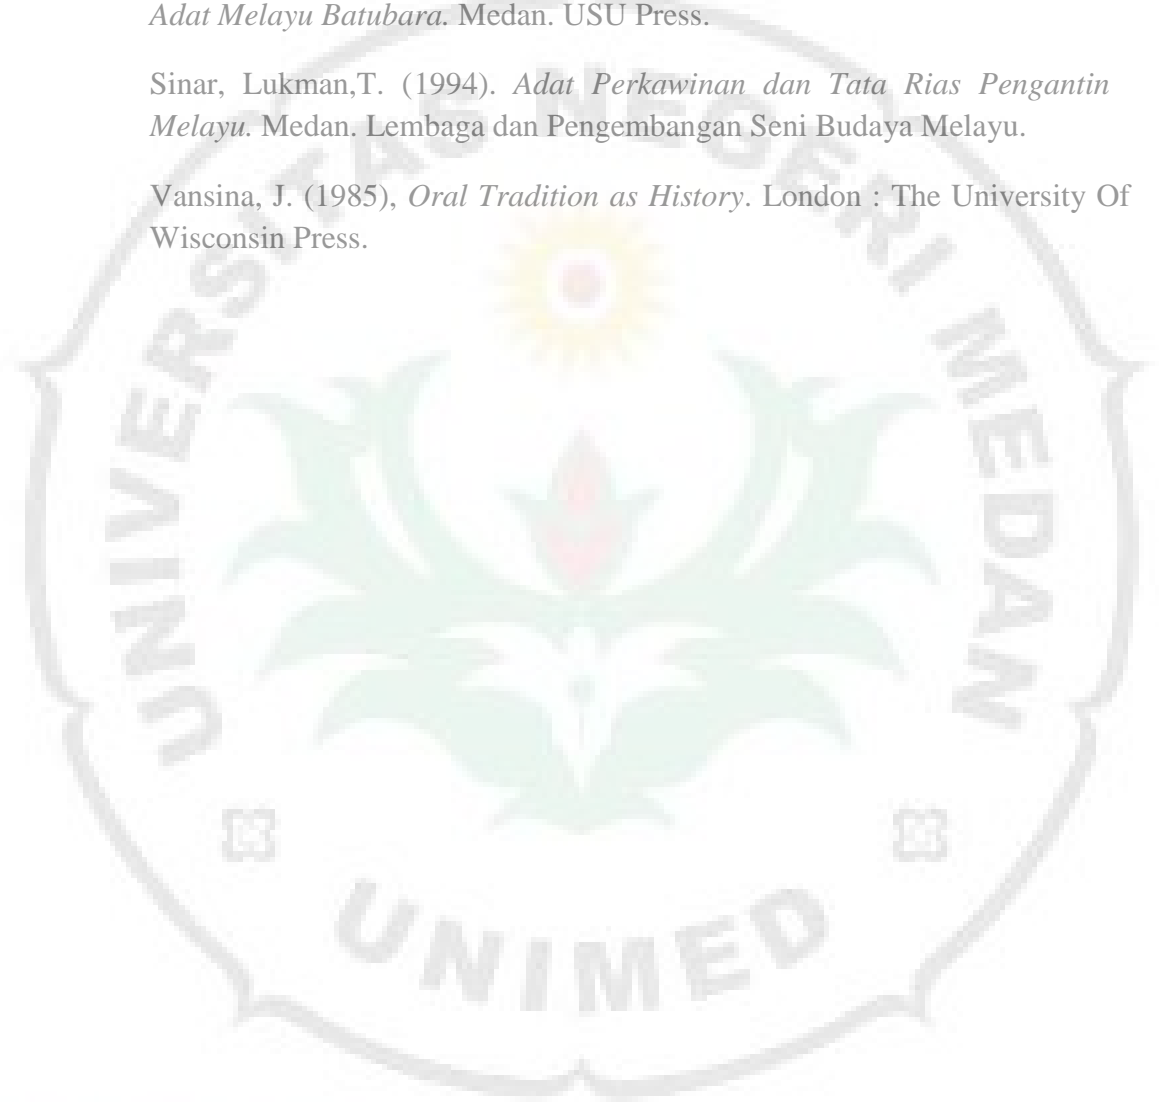 Adat Melayu Batubara. Medan. USU Press.
Sinar, Lukman,T. (1994). Adat Perkawinan dan Tata Rias Pengantin
Melayu. Medan. Lembaga dan Pengembangan Seni Budaya Melayu.
Vansina, J. (1985), Oral Tradition as History. London : The University Of
Wisconsin Press.
UNIVERSITAS NEGERI MEDAN
UNIMED